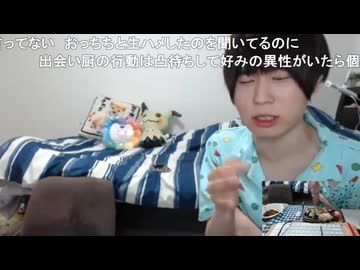 言ってない　おっちちと生ハメしたのを聞いてるのに
出会い厨の行動は凸待ちして好みの異性がいたら個